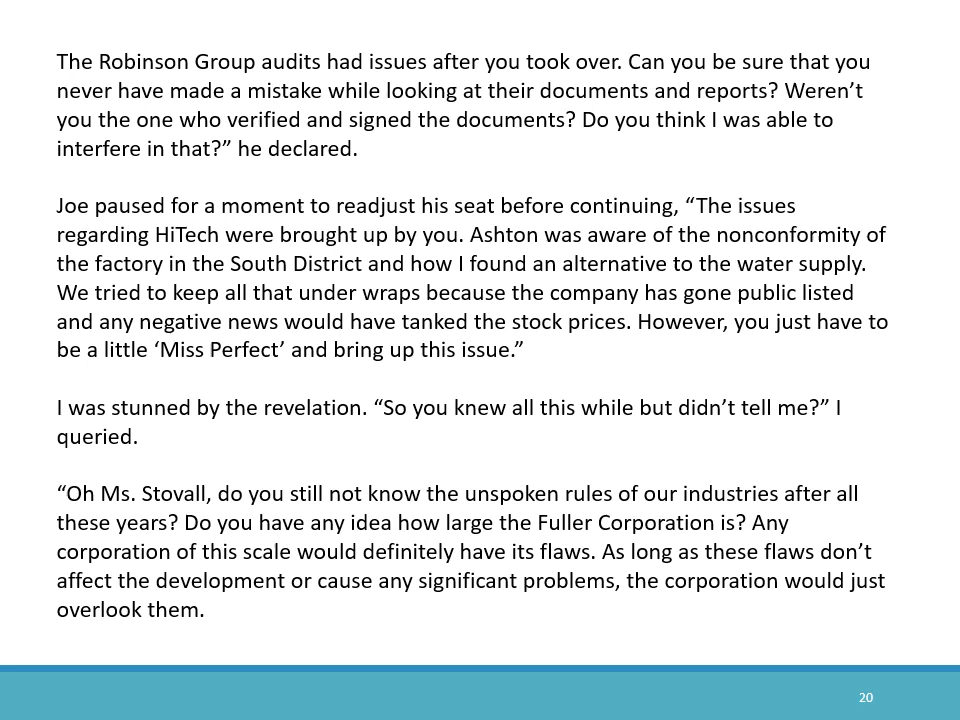 The Robinson Group audits had issues after you took over. Can you be sure that you
never have made a mistake while looking at their documents and reports? Weren’t
you the one who verified and signed the documents? Do you think I was able to
interfere in that?” he declared.
Joe paused for a moment to readjust his seat before continuing, “The issues
regarding HiTech were brought up by you. Ashton was aware of the nonconformity of
the factory in the South District and how I found an alternative to the water supply.
We tried to keep all that under wraps because the company has gone public listed
and any negative news would have tanked the stock prices. However, you just have to
be a little ‘Miss Perfect’ and bring up this issue.”
I was stunned by the revelation. “So you knew all this while but didn’t tell me?” I
queried.
“Oh Ms. Stovall, do you still not know the unspoken rules of our industries after all
these years? Do you have any idea how large the Fuller Corporation is? Any
corporation of this scale would definitely have its flaws. As long as these flaws don’t
affect the development or cause any significant problems, the corporation would just
overlook them.
20